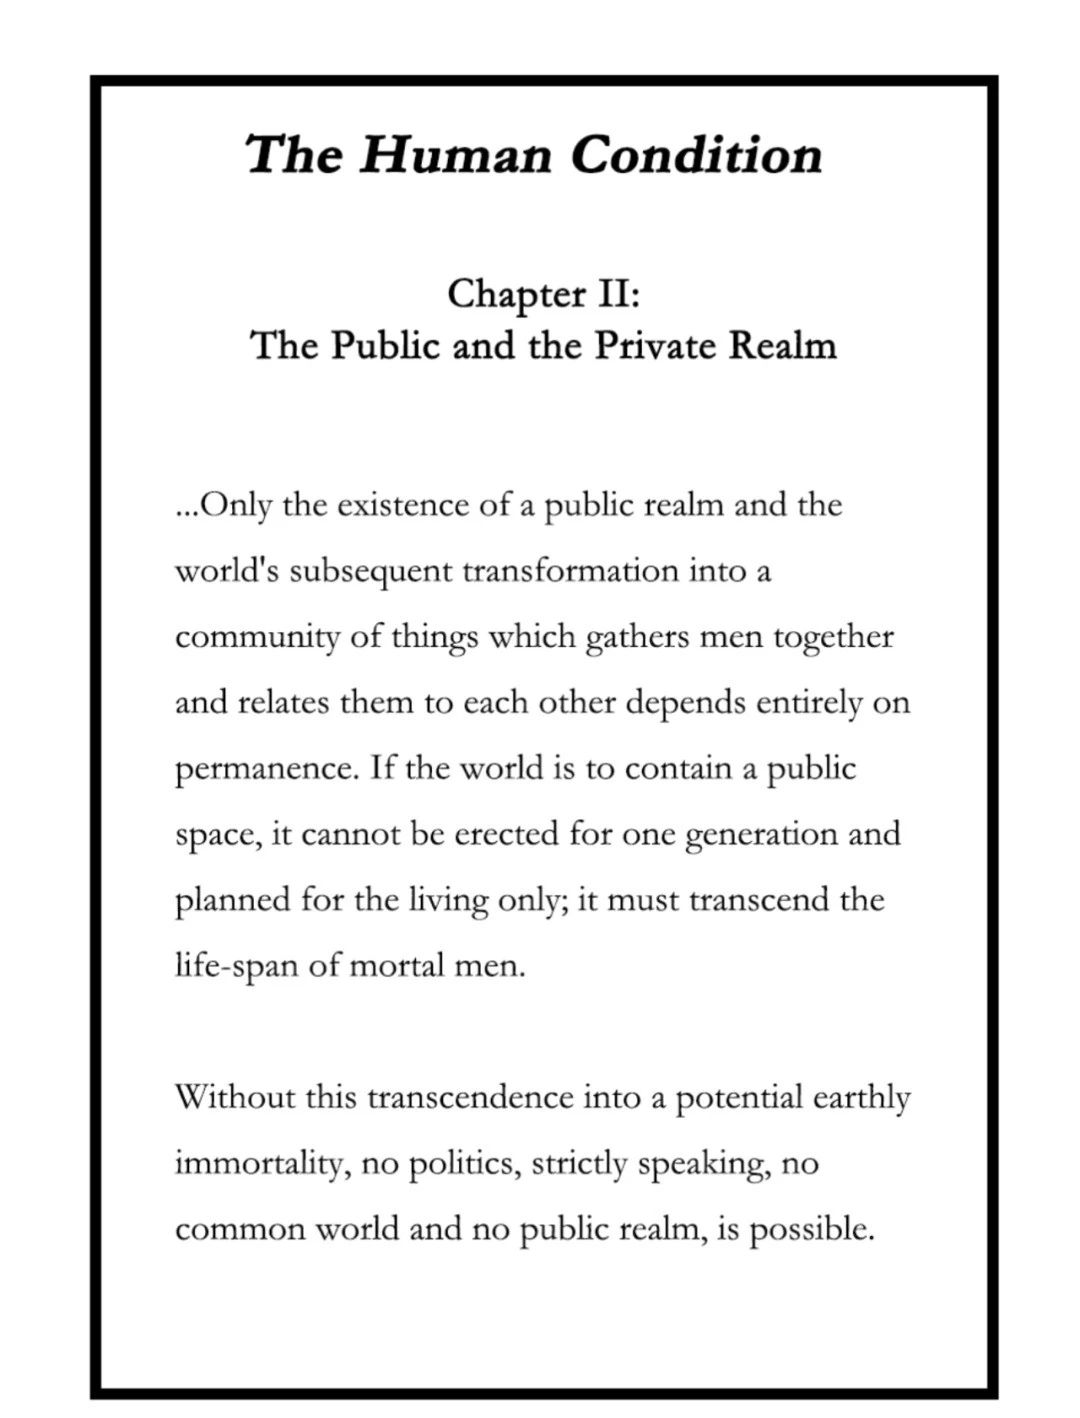 The Human Condition
Chapter II:
The Public and the Private Realm
...Only the existence of a public realm and the
world's subsequent transformation into a
community of things which gathers men together
and relates them to each other depends entirely on
permanence. If the world is to contain a public
space, it cannot be erected for one generation and
planned for the living only; it must transcend the
life-span of mortal men.
Without this transcendence into a potential earthly
immortality, no politics, strictly speaking, no
common world and no public realm, is possible.